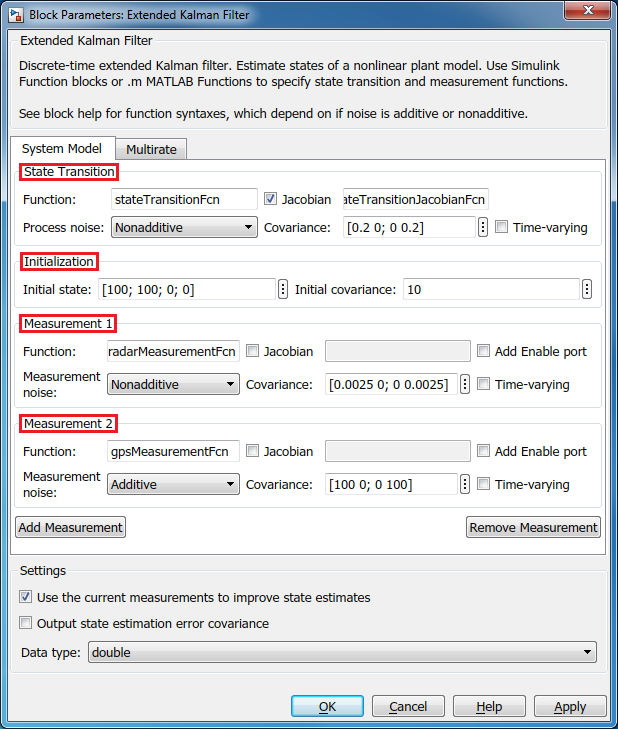 Block Parameters: Extended Kalman Filter
Extended Kalman Filter
Discrete-time extended Kalman filter. Estimate states of a nonlinear plant model. Use Simulink
Function blocks or .m MATLAB Functions to specify state transition and measurement functions.
See block help for function syntaxes, which depend on if noise is additive or nonadditive.
System Model Multirate
State Transition
Function: stateTransitionFcn Jacobian ateTransitionJacobianFcn
Process noise: Nonadditive Covariance: [0.2 0; 0 0.2] Time-varying
Initialization
Initial state: [100; 100; 0; 0] Initial covariance: 10
Measurement 1
Function: radarMeasurementFcn Jacobian Add Enable port
Measurement
noise: Nonadditive Covariance: [0.0025 0; 0 0.0025] Time-varying
Measurement 2
Function: gpsMeasurementFcn Jacobian Add Enable port
Measurement
noise: Additive Covariance: [100 0; 0 100] Time-varying
Add Measurement Remove Measurement
Settings
Use the current measurements to improve state estimates
Output state estimation error covariance
Data type: double
OK Cancel Help Apply